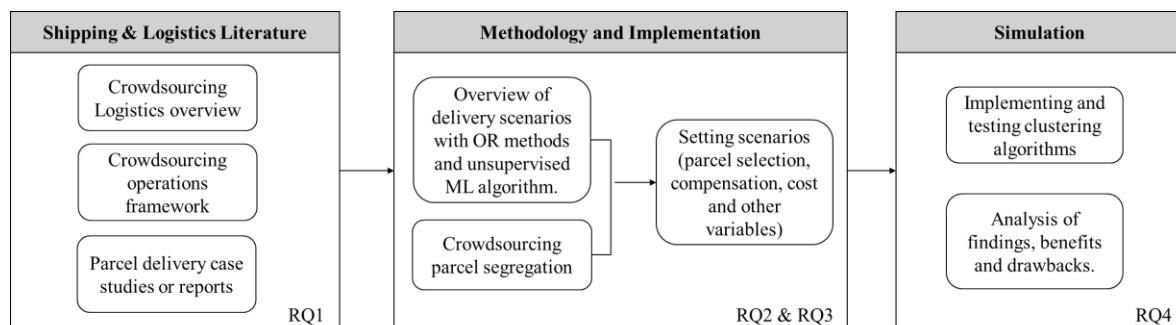 Shipping & Logistics Literature
Crowdsourcing
Logistics overview
Crowdsourcing
operations
framework
Parcel delivery case
studies or reports
RQ1
Methodology and Implementation
Overview of
delivery scenarios
with OR methods
and unsupervised
ML algorithm.
Crowdsourcing
parcel segregation
Setting scenarios
(parcel selection,
compensation, cost
and other
variables)
RQ2 & RQ3
Simulation
Implementing and
testing clustering
algorithms
Analysis of
findings, benefits
and drawbacks.
RQ4